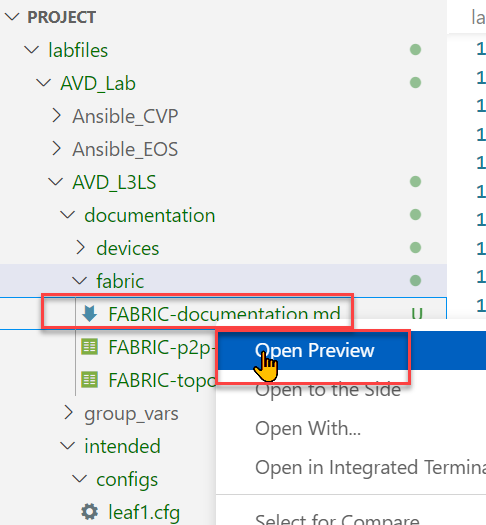 PROJECT
la
labfiles
AVD_Lab
Ansible_CVP
Ansible_EOS
AVD_L3LS
documentation
devices
fabric
FABRIC-documentation.md U
FABRIC-p2p-
Open Preview
FABRIC-topo
Open to the Side
group_vars
Open With...
intended
Open in Integrated Termina
configs
leaf1.cfg
Select for Compare
1
1
1
1
1
1
1
1
1